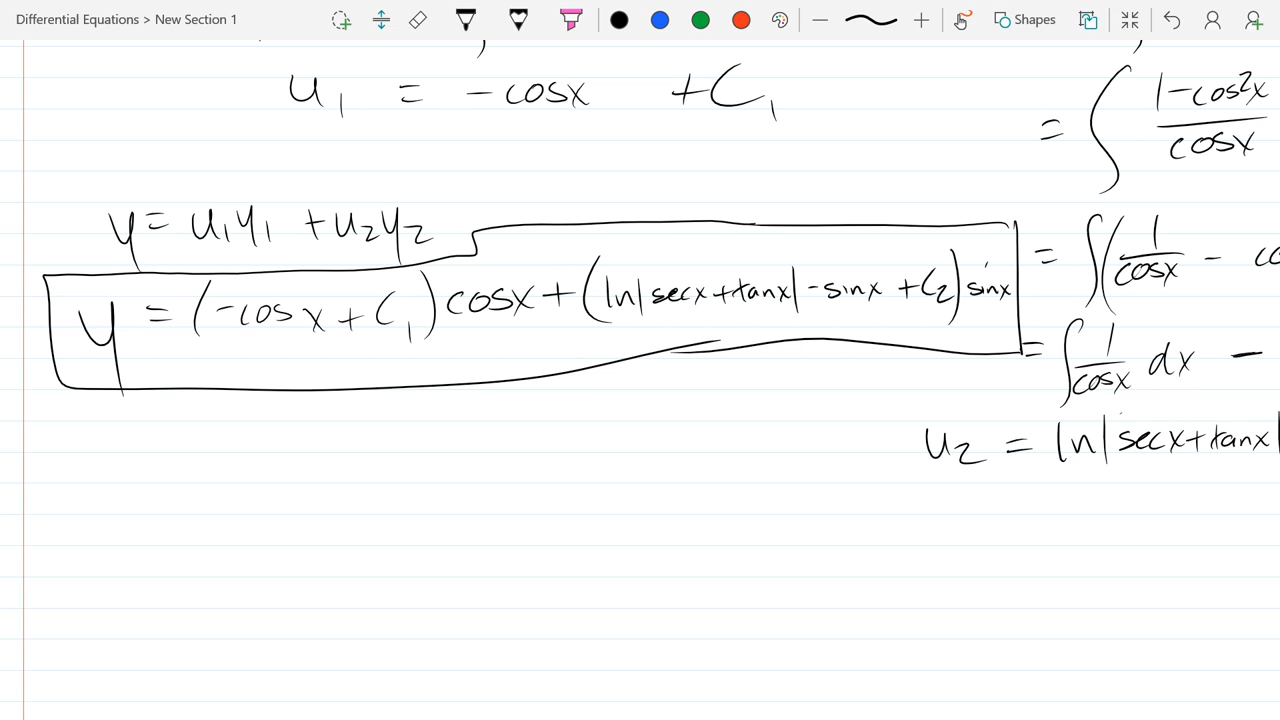 Differential Equations > New Section 1
Shapes
u₁ = -cosx +C₁
y = u₁y₁ + u₂y₂
y = (-cosx + C₁) cosx + (ln|secx+tanx| -sinx + C₂) sinx
= ∫ 1-cos²x / cosx
= ∫ ( 1/cosx -
= ∫ 1/cosx dx -
u₂ = ln|secx+tanx|